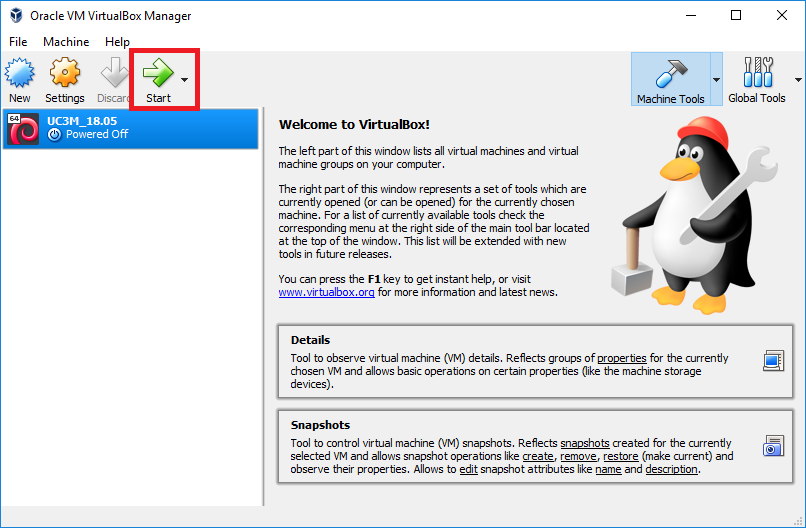 Oracle VM VirtualBox Manager
File Machine Help
New Settings Discard Start Machine Tools Global Tools
64
UC3M_18.05
Powered Off
Welcome to VirtualBox!
The left part of this window lists all virtual machines and virtual
machine groups on your computer.
The right part of this window represents a set of tools which are
currently opened (or can be opened) for the currently chosen
machine. For a list of currently available tools check the
corresponding menu at the right side of the main tool bar located
at the top of the window. This list will be extended with new
tools in future releases.
You can press the F1 key to get instant help, or visit
www.virtualbox.org for more information and latest news.
Details
Tool to observe virtual machine (VM) details. Reflects groups of properties for the currently
chosen VM and allows basic operations on certain properties (like the machine storage
devices).
Snapshots
Tool to control virtual machine (VM) snapshots. Reflects snapshots created for the currently
selected VM and allows snapshot operations like create, remove, restore (make current) and
observe their properties. Allows to edit snapshot attributes like name and description.